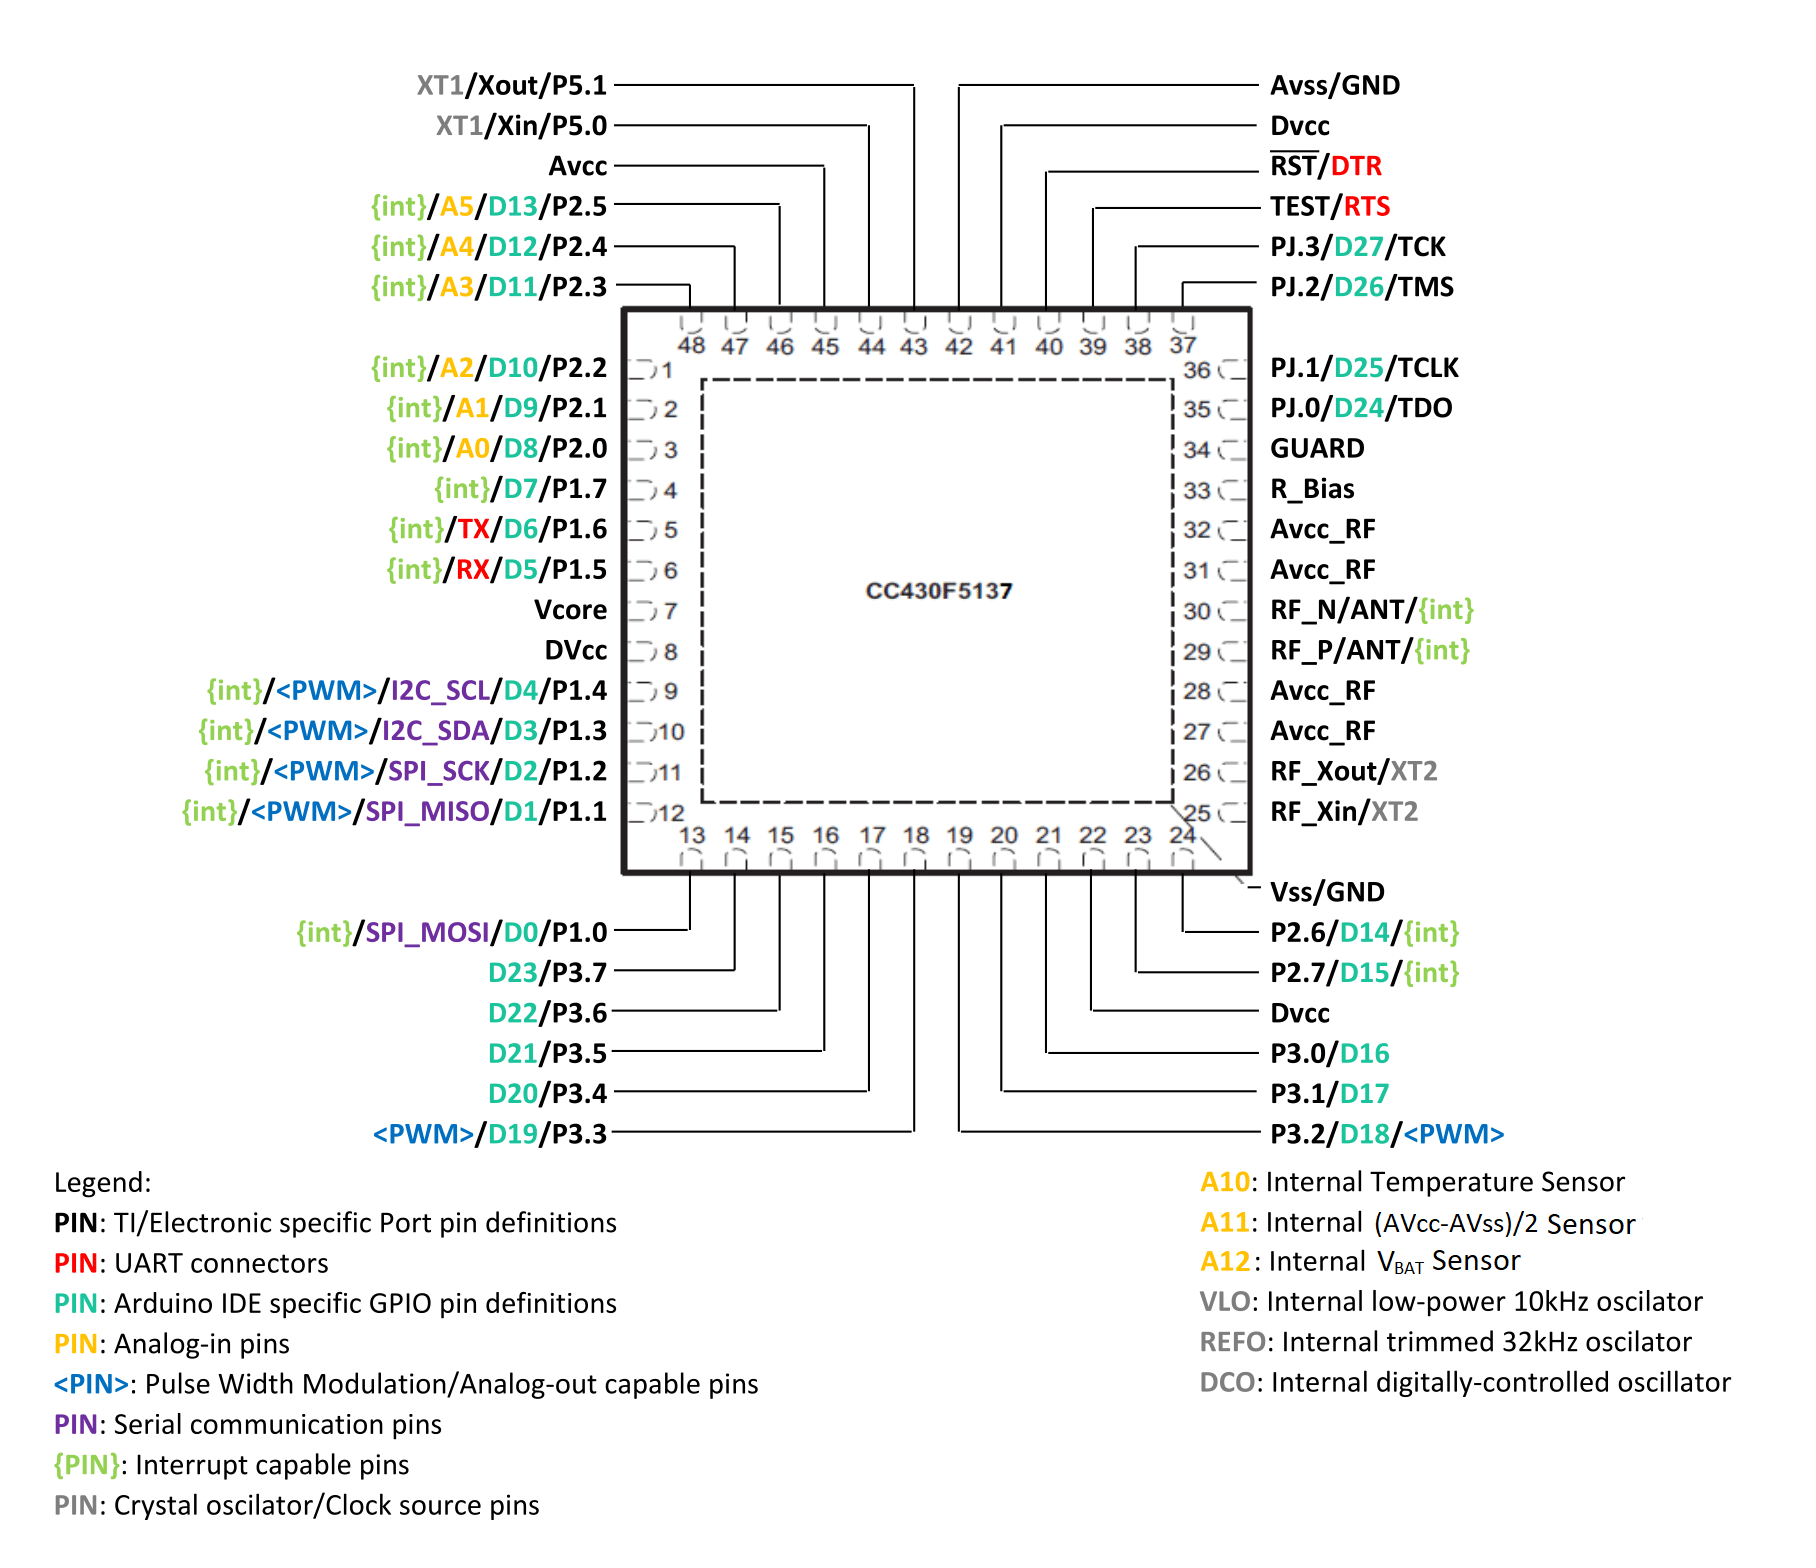 XT1/Xout/P5.1
XT1/Xin/P5.0
Avcc
{int}/A5/D13/P2.5
{int}/A4/D12/P2.4
{int}/A3/D11/P2.3
Avss/GND
Dvcc
RST/DTR
TEST/RTS
PJ.3/D27/TCK
PJ.2/D26/TMS
48 47 46 45 44 43 42 41 40 39 38 37
{int}/A2/D10/P2.2 1
{int}/A1/D9/P2.1 2
{int}/A0/D8/P2.0 3
{int}/D7/P1.7 4
{int}/TX/D6/P1.6 5
{int}/RX/D5/P1.5 6
Vcore 7
DVcc 8
{int}/<PWM>/I2C_SCL/D4/P1.4 9
{int}/<PWM>/I2C_SDA/D3/P1.3 10
{int}/<PWM>/SPI_SCK/D2/P1.2 11
{int}/<PWM>/SPI_MISO/D1/P1.1 12
CC430F5137
36 PJ.1/D25/TCLK
35 PJ.0/D24/TDO
34 GUARD
33 R_Bias
32 Avcc_RF
31 Avcc_RF
30 RF_N/ANT/{int}
29 RF_P/ANT/{int}
28 Avcc_RF
27 Avcc_RF
26 RF_Xout/XT2
25 RF_Xin/XT2
13 14 15 16 17 18 19 20 21 22 23 24
{int}/SPI_MOSI/D0/P1.0
D23/P3.7
D22/P3.6
D21/P3.5
D20/P3.4
<PWM>/D19/P3.3
Vss/GND
P2.6/D14/{int}
P2.7/D15/{int}
Dvcc
P3.0/D16
P3.1/D17
P3.2/D18/<PWM>
Legend:
PIN: TI/Electronic specific Port pin definitions
PIN: UART connectors
PIN: Arduino IDE specific GPIO pin definitions
PIN: Analog-in pins
<PIN>: Pulse Width Modulation/Analog-out capable pins
PIN: Serial communication pins
{PIN}: Interrupt capable pins
PIN: Crystal oscilator/Clock source pins
A10: Internal Temperature Sensor
A11: Internal (AVcc-AVss)/2 Sensor
A12: Internal VBAT Sensor
VLO: Internal low-power 10kHz oscilator
REFO: Internal trimmed 32kHz oscilator
DCO: Internal digitally-controlled oscillator